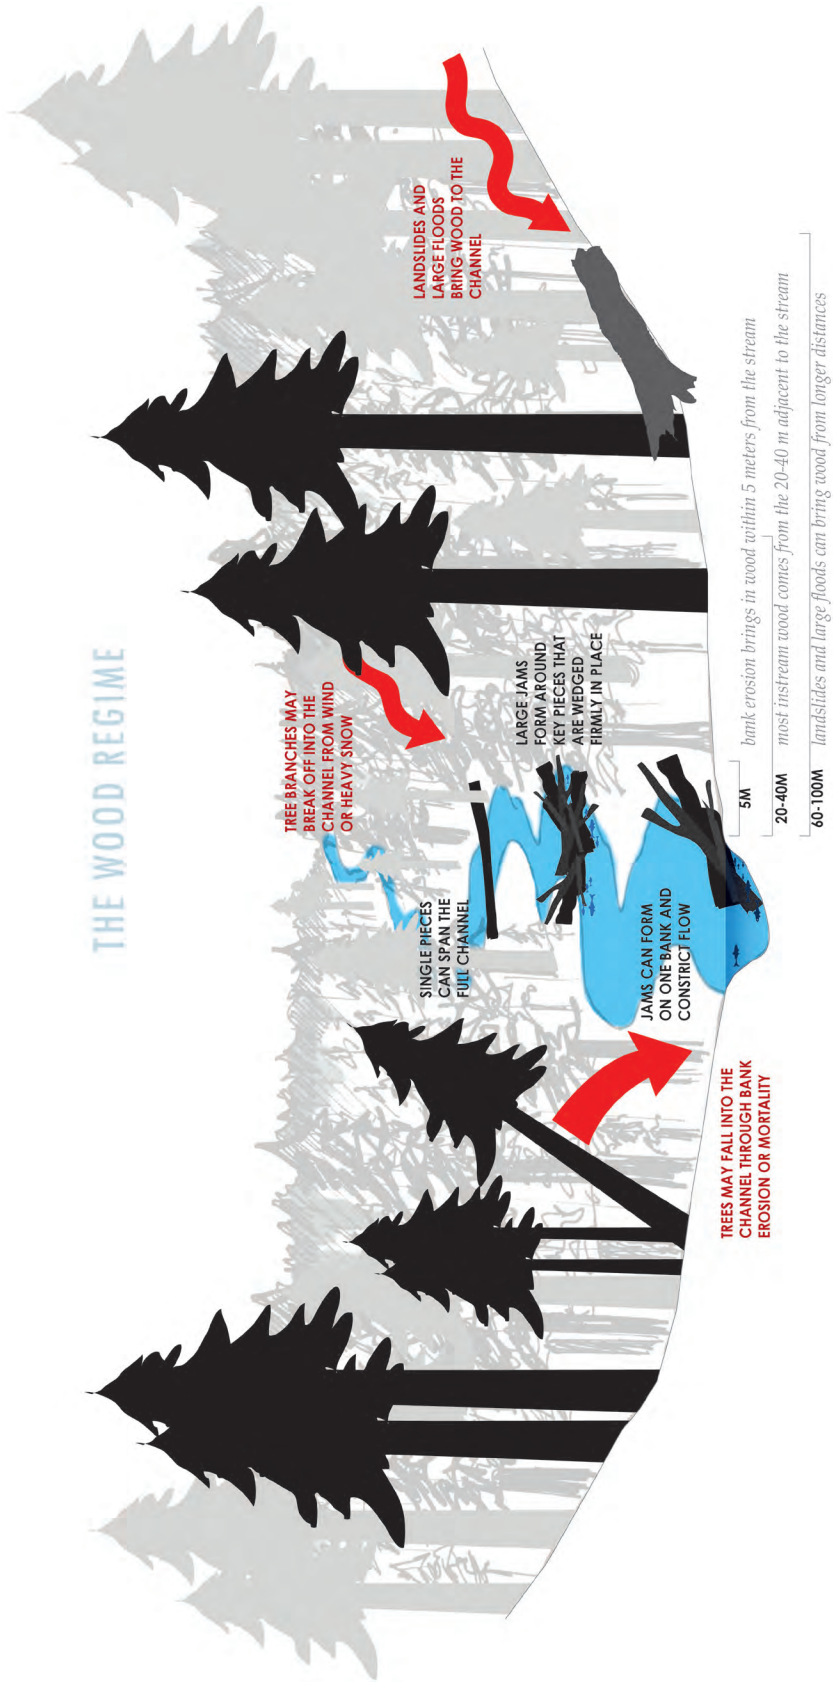 THE WOOD REGIME
TREE BRANCHES MAY
BREAK OFF INTO THE
CHANNEL FROM WIND
OR HEAVY SNOW
LANDSLIDES AND
LARGE FLOODS
BRING WOOD TO THE
CHANNEL
SINGLE PIECES
CAN SPAN THE
FULL CHANNEL
LARGE JAMS
FORM AROUND
KEY PIECES THAT
ARE WEDGED
FIRMLY IN PLACE
JAMS CAN FORM
ON ONE BANK AND
CONSTRICT FLOW
TREES MAY FALL INTO THE
CHANNEL THROUGH BANK
EROSION OR MORTALITY
5M bank erosion brings in wood within 5 meters from the stream
20-40M most instream wood comes from the 20-40 m adjacent to the stream
60-100M landslides and large floods can bring wood from longer distances